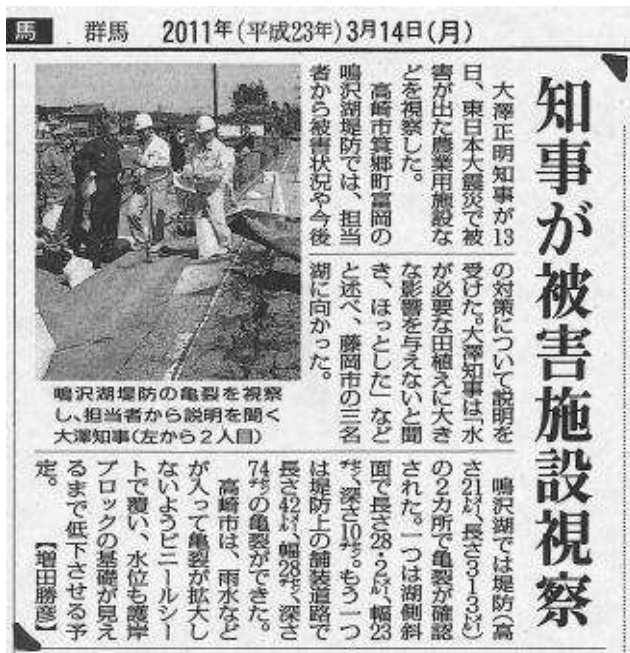 馬 群馬 2011年(平成23年)3月14日(月)
知事が被害施設視察
大澤正明知事が13
日、東日本大震災で被
害が出た農業用施設な
どを視察した。
高崎市箕郷町富岡の
鳴沢湖堤防では、担当
者から被害状況や今後
の対策について説明を
受けた。大澤知事は「水
が必要な田植えに大き
な影響を与えないと聞
き、ほっとした」など
と述べ、藤岡市の三名
湖に向かった。
鳴沢湖では堤防(高
さ21㍍、長さ313㍍)
の2カ所で亀裂が確認
された。一つは湖側斜
面で長さ28・2㍍、幅23
㌢、深さ10㌢。もう一つ
は堤防上の舗装道路で
長さ42㍍、幅28㌢、深さ
74㌢の亀裂ができた。
高崎市は、雨水など
が入って亀裂が拡大し
ないようビニールシー
トで覆い、水位も護岸
ブロックの基礎が見え
るまで低下させる予
定。【増田勝彦】
鳴沢湖堤防の亀裂を視察
し、担当者から説明を聞く
大澤知事(左から2人目)